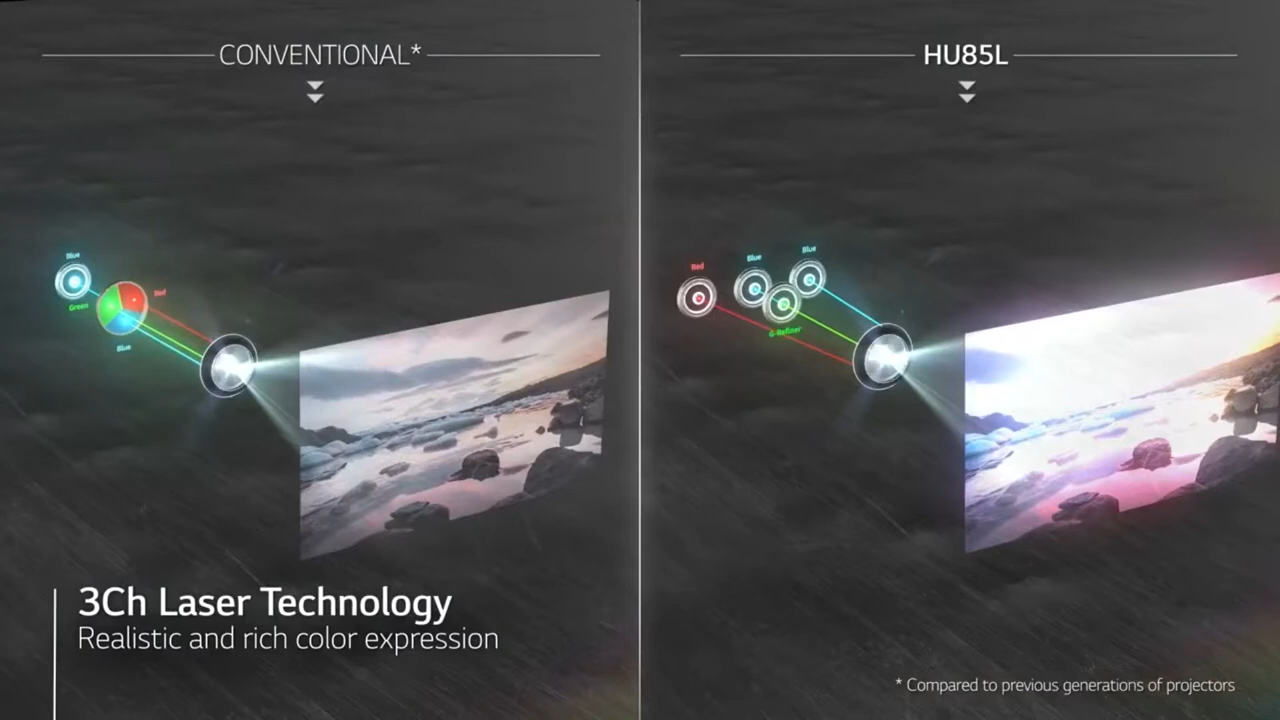 CONVENTIONAL*
Blue
Green
Red
Blue
HU85L
Red
Blue
Blue
G-Refiner
3Ch Laser Technology
Realistic and rich color expression
* Compared to previous generations of projectors